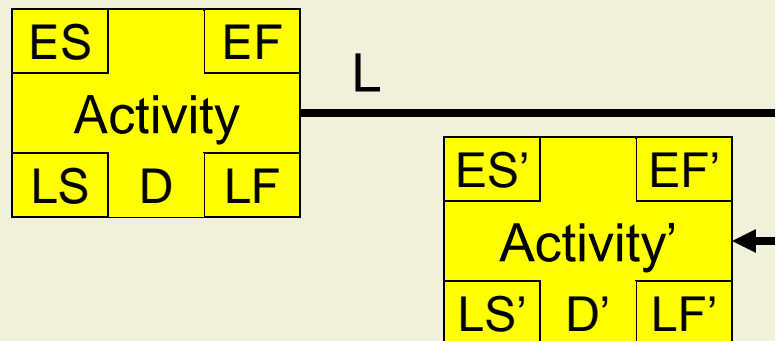 ES EF
L
Activity
LS D LF
ES’ EF’
Activity’
LS’ D’ LF’